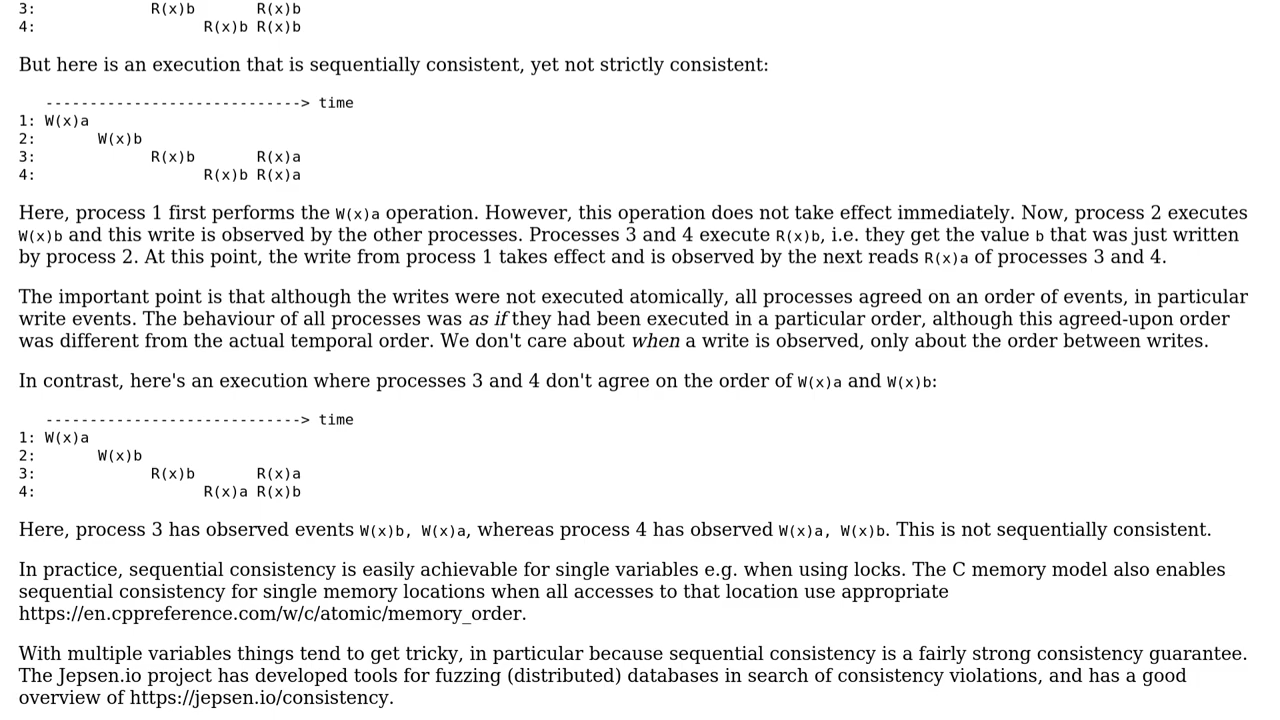 3:             R(x)b       R(x)b
4:                   R(x)b R(x)b
But here is an execution that is sequentially consistent, yet not strictly consistent:
   -----------------------------> time
1: W(x)a
2:       W(x)b
3:             R(x)b       R(x)a
4:                   R(x)b R(x)a
Here, process 1 first performs the W(x)a operation. However, this operation does not take effect immediately. Now, process 2 executes
W(x)b and this write is observed by the other processes. Processes 3 and 4 execute R(x)b, i.e. they get the value b that was just written
by process 2. At this point, the write from process 1 takes effect and is observed by the next reads R(x)a of processes 3 and 4.
The important point is that although the writes were not executed atomically, all processes agreed on an order of events, in particular
write events. The behaviour of all processes was as if they had been executed in a particular order, although this agreed-upon order
was different from the actual temporal order. We don't care about when a write is observed, only about the order between writes.
In contrast, here's an execution where processes 3 and 4 don't agree on the order of W(x)a and W(x)b:
   -----------------------------> time
1: W(x)a
2:       W(x)b
3:             R(x)b       R(x)a
4:                   R(x)a R(x)b
Here, process 3 has observed events W(x)b, W(x)a, whereas process 4 has observed W(x)a, W(x)b. This is not sequentially consistent.
In practice, sequential consistency is easily achievable for single variables e.g. when using locks. The C memory model also enables
sequential consistency for single memory locations when all accesses to that location use appropriate
https://en.cppreference.com/w/c/atomic/memory_order.
With multiple variables things tend to get tricky, in particular because sequential consistency is a fairly strong consistency guarantee.
The Jepsen.io project has developed tools for fuzzing (distributed) databases in search of consistency violations, and has a good
overview of https://jepsen.io/consistency.